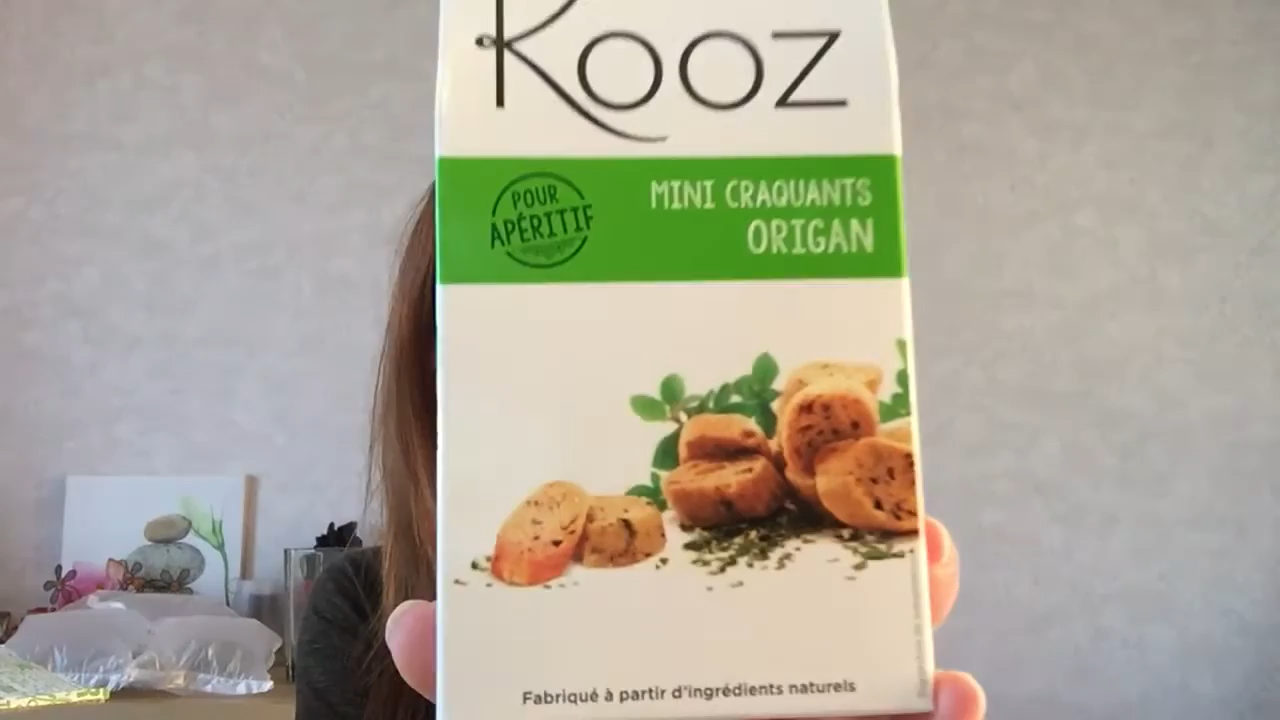 Kooz
POUR
APÉRITIF
MINI CRAQUANTS
ORIGAN
Fabriqué à partir d'ingrédients naturels